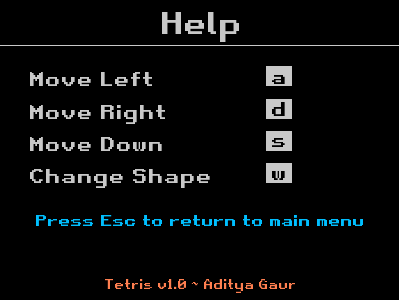 Help
Move Left a
Move Right d
Move Down s
Change Shape w
Press Esc to return to main menu
Tetris v1.0 ~ Aditya Gaur